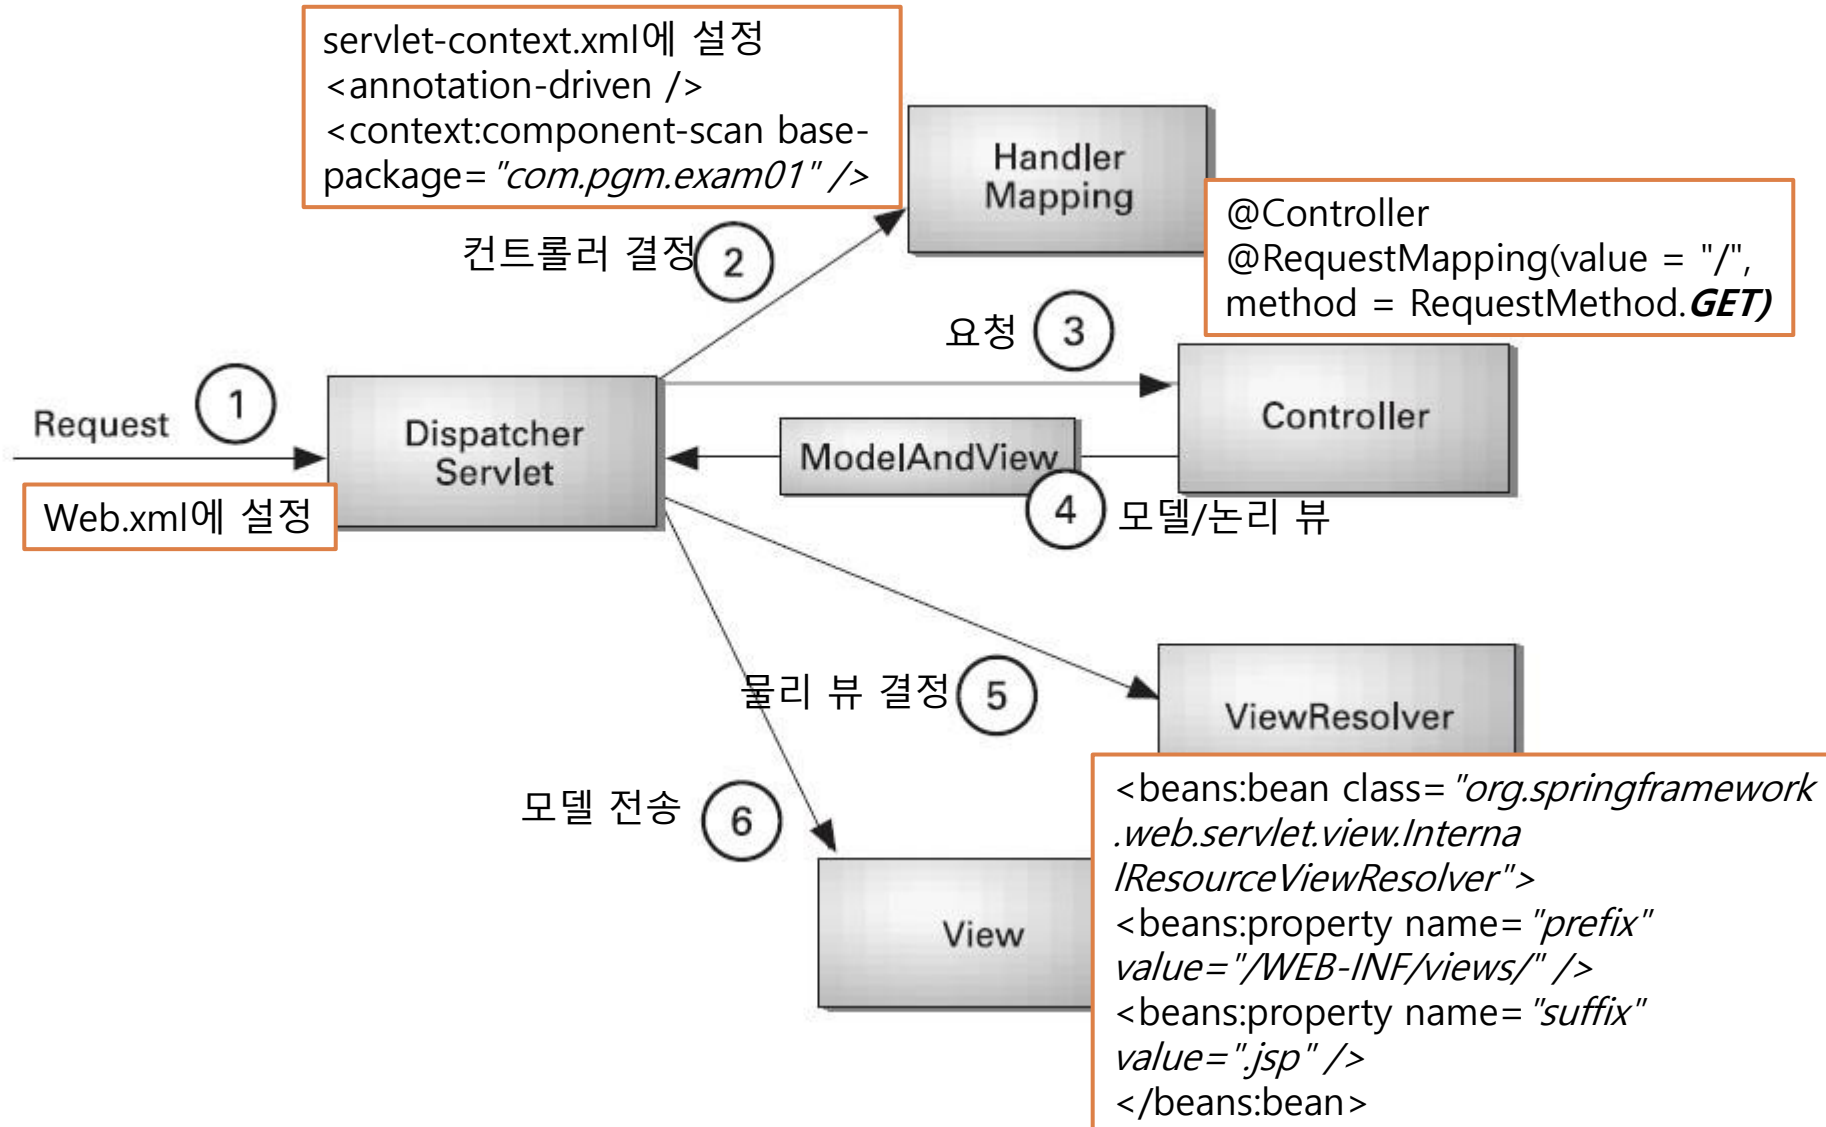 servlet-context.xml에 설정
<annotation-driven />
<context:component-scan base-
package="com.pgm.exam01" />
Handler
Mapping
@Controller
@RequestMapping(value = "/",
method = RequestMethod.GET)
컨트롤러 결정 2
요청 3
Request 1
Dispatcher
Servlet
Web.xml에 설정
ModelAndView
Controller
4 모델/논리 뷰
물리 뷰 결정 5
ViewResolver
모델 전송 6
View
<beans:bean class="org.springframework
.web.servlet.view.Interna
lResourceViewResolver">
<beans:property name="prefix"
value="/WEB-INF/views/" />
<beans:property name="suffix"
value=".jsp" />
</beans:bean>